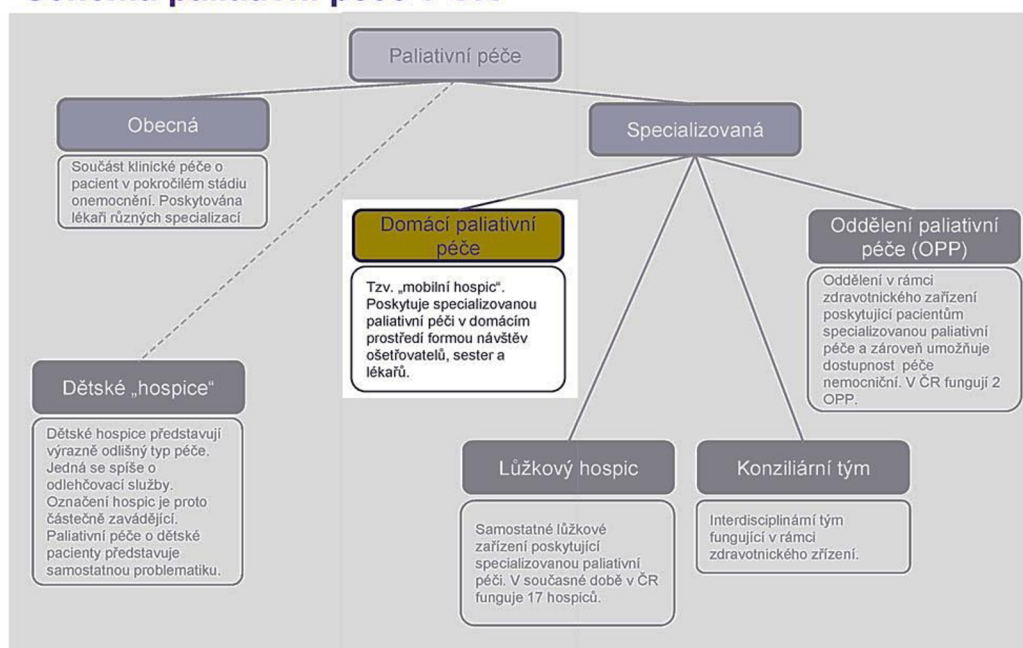 Paliativní péče
Obecná
Součást klinické péče o
pacient v pokročilém stádiu
onemocnění. Poskytována
lékaři různých specializací
Specializovaná
Domácí paliativní
péče
Tzv. „mobilní hospic“.
Poskytuje specializovanou
paliativní péči v domácím
prostředí formou návštěv
ošetřovatelů, sester a
lékařů.
Oddělení paliativní
péče (OPP)
Oddělení v rámci
zdravotnického zařízení
poskytující pacientům
specializovanou paliativní
péče a zároveň umožňuje
dostupnost péče
nemocniční. V ČR fungují 2
OPP.
Dětské „hospice“
Dětské hospice představují
výrazně odlišný typ péče.
Jedná se spíše o
odlehčovací služby.
Označení hospic je proto
částečně zavádějící.
Paliativní péče o dětské
pacienty představuje
samostatnou problematiku.
Lůžkový hospic
Samostatné lůžkové
zařízení poskytující
specializovanou paliativní
péči. V současné době v ČR
funguje 17 hospiců.
Konziliární tým
Interdisciplinámí tým
fungující v rámci
zdravotnického zřízení.